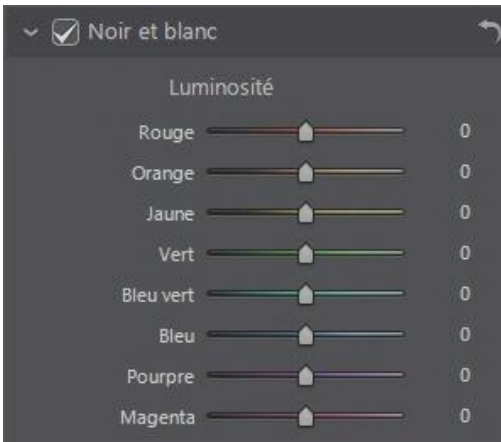 Noir et blanc
Luminosité
Rouge 0
Orange 0
Jaune 0
Vert 0
Bleu vert 0
Bleu 0
Pourpre 0
Magenta 0